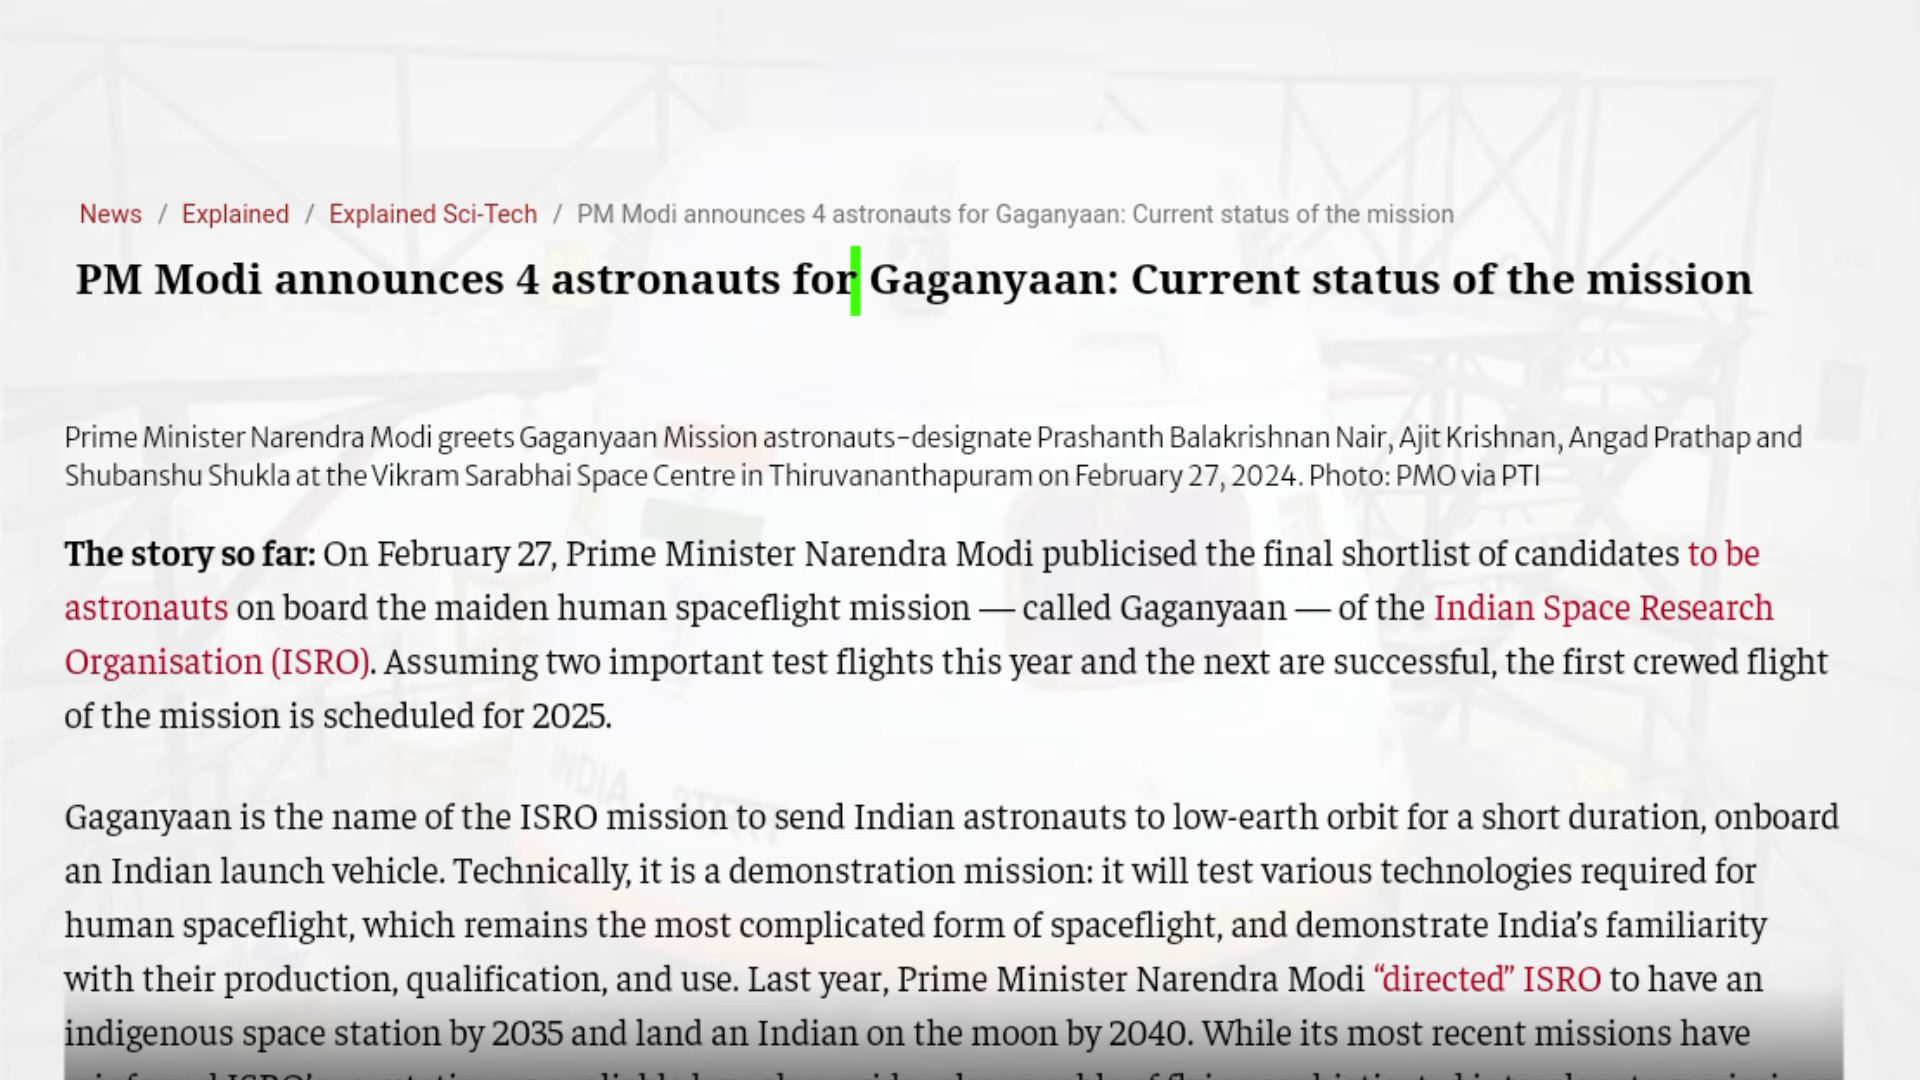 News / Explained / Explained Sci-Tech / PM Modi announces 4 astronauts for Gaganyaan: Current status of the mission
PM Modi announces 4 astronauts for Gaganyaan: Current status of the mission
Prime Minister Narendra Modi greets Gaganyaan Mission astronauts-designate Prashanth Balakrishnan Nair, Ajit Krishnan, Angad Prathap and
Shubanshu Shukla at the Vikram Sarabhai Space Centre in Thiruvananthapuram on February 27, 2024. Photo: PMO via PTI
The story so far: On February 27, Prime Minister Narendra Modi publicised the final shortlist of candidates to be
astronauts on board the maiden human spaceflight mission — called Gaganyaan — of the Indian Space Research
Organisation (ISRO). Assuming two important test flights this year and the next are successful, the first crewed flight
of the mission is scheduled for 2025.
Gaganyaan is the name of the ISRO mission to send Indian astronauts to low-earth orbit for a short duration, onboard
an Indian launch vehicle. Technically, it is a demonstration mission: it will test various technologies required for
human spaceflight, which remains the most complicated form of spaceflight, and demonstrate India’s familiarity
with their production, qualification, and use. Last year, Prime Minister Narendra Modi “directed” ISRO to have an
indigenous space station by 2035 and land an Indian on the moon by 2040. While its most recent missions have